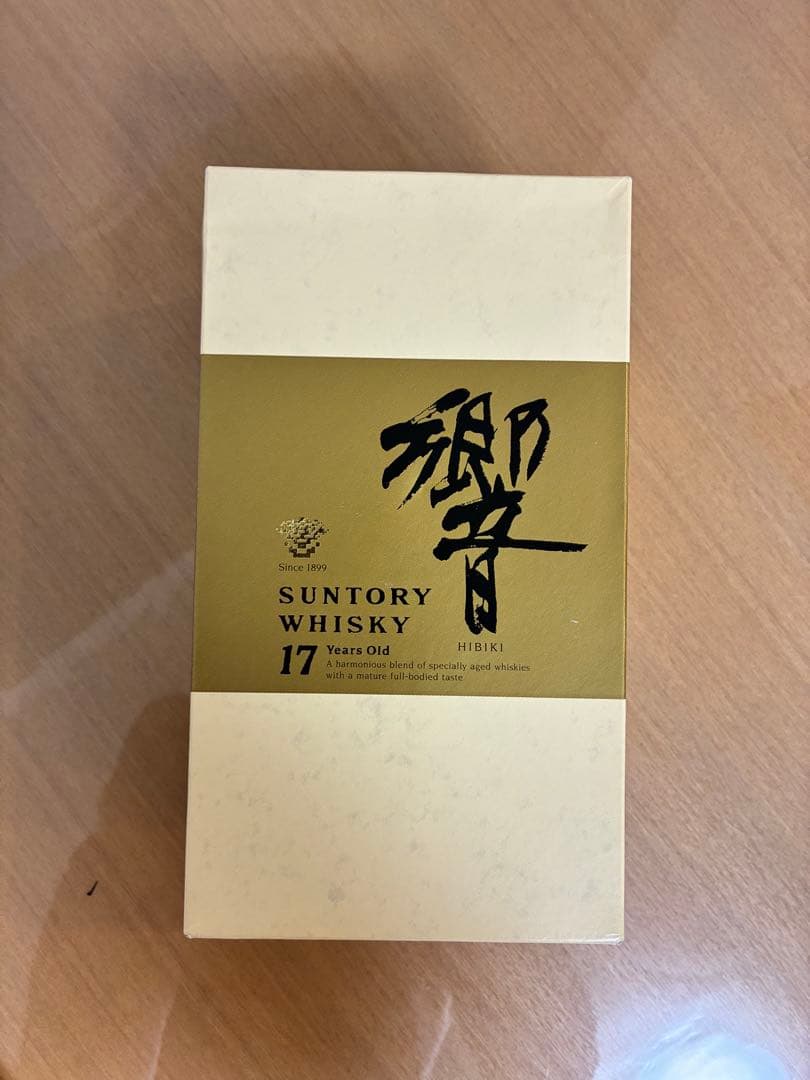 響
Since 1899
SUNTORY
WHISKY
HIBIKI
17 Years Old
A harmonious blend of specially aged whiskies
with a mature full-bodied taste